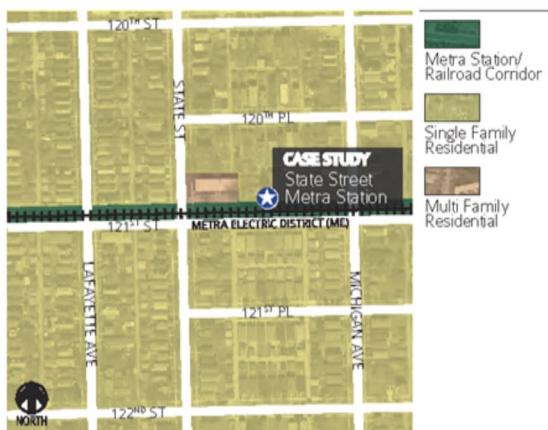 120TH ST
STATE ST
120TH PL
CASE STUDY
State Street
Metra Station
METRA ELECTRIC DISTRICT (ME)
121ST ST
LAFAYETTE AVE
MICHIGAN AVE
121ST PL
122ND ST
NORTH
Metra Station/
Railroad Corridor
Single Family
Residential
Multi Family
Residential